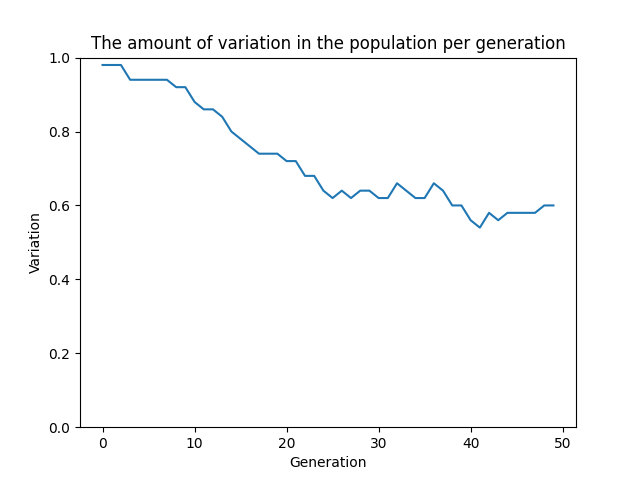 The amount of variation in the population per generation
1.0
0.8
0.6
0.4
0.2
0.0
Variation
0 10 20 30 40 50
Generation